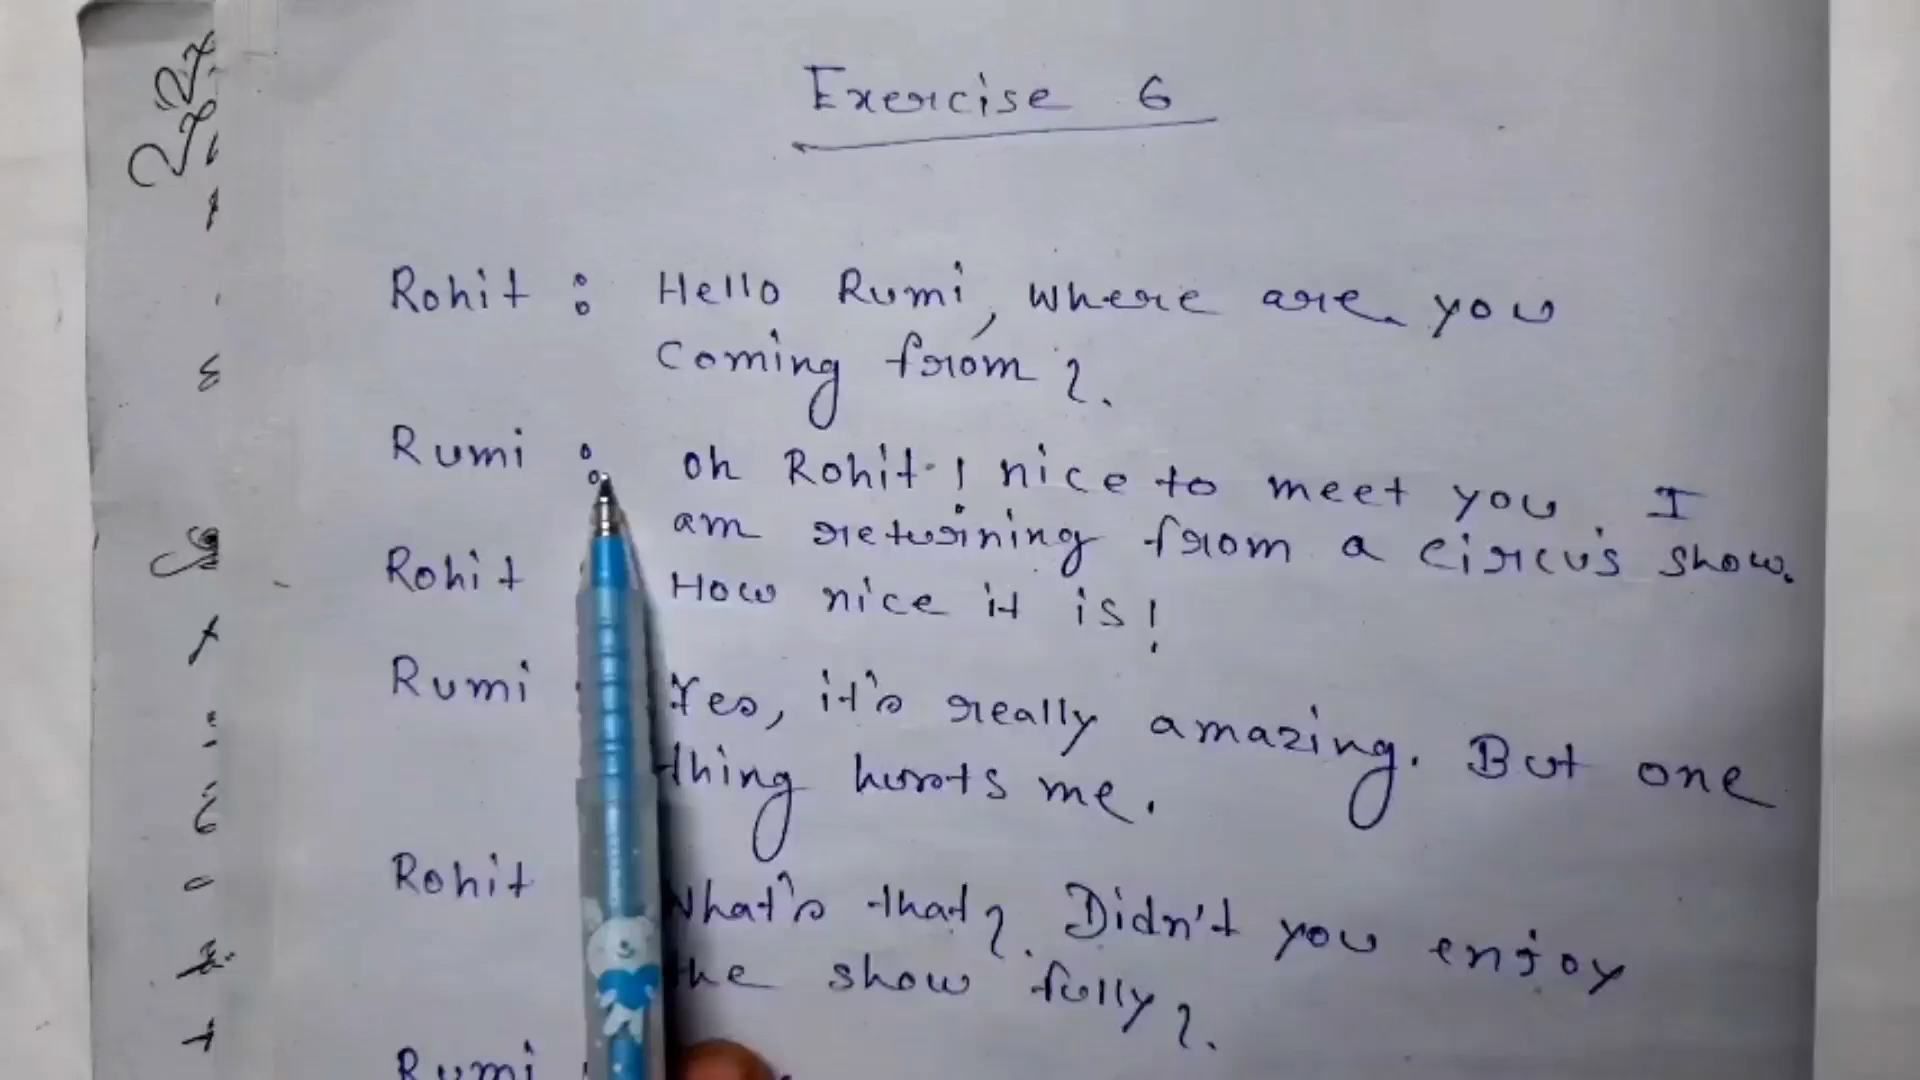 Exercise 6
Rohit : Hello Rumi, where are you
coming from?
Rumi : oh Rohit! nice to meet you. I
am returining from a circus show.
Rohit How nice it is!
Rumi Yes, it's really amazing. But one
thing hurts me.
Rohit What's that? Didn't you enjoy
the show fully?
Rumi